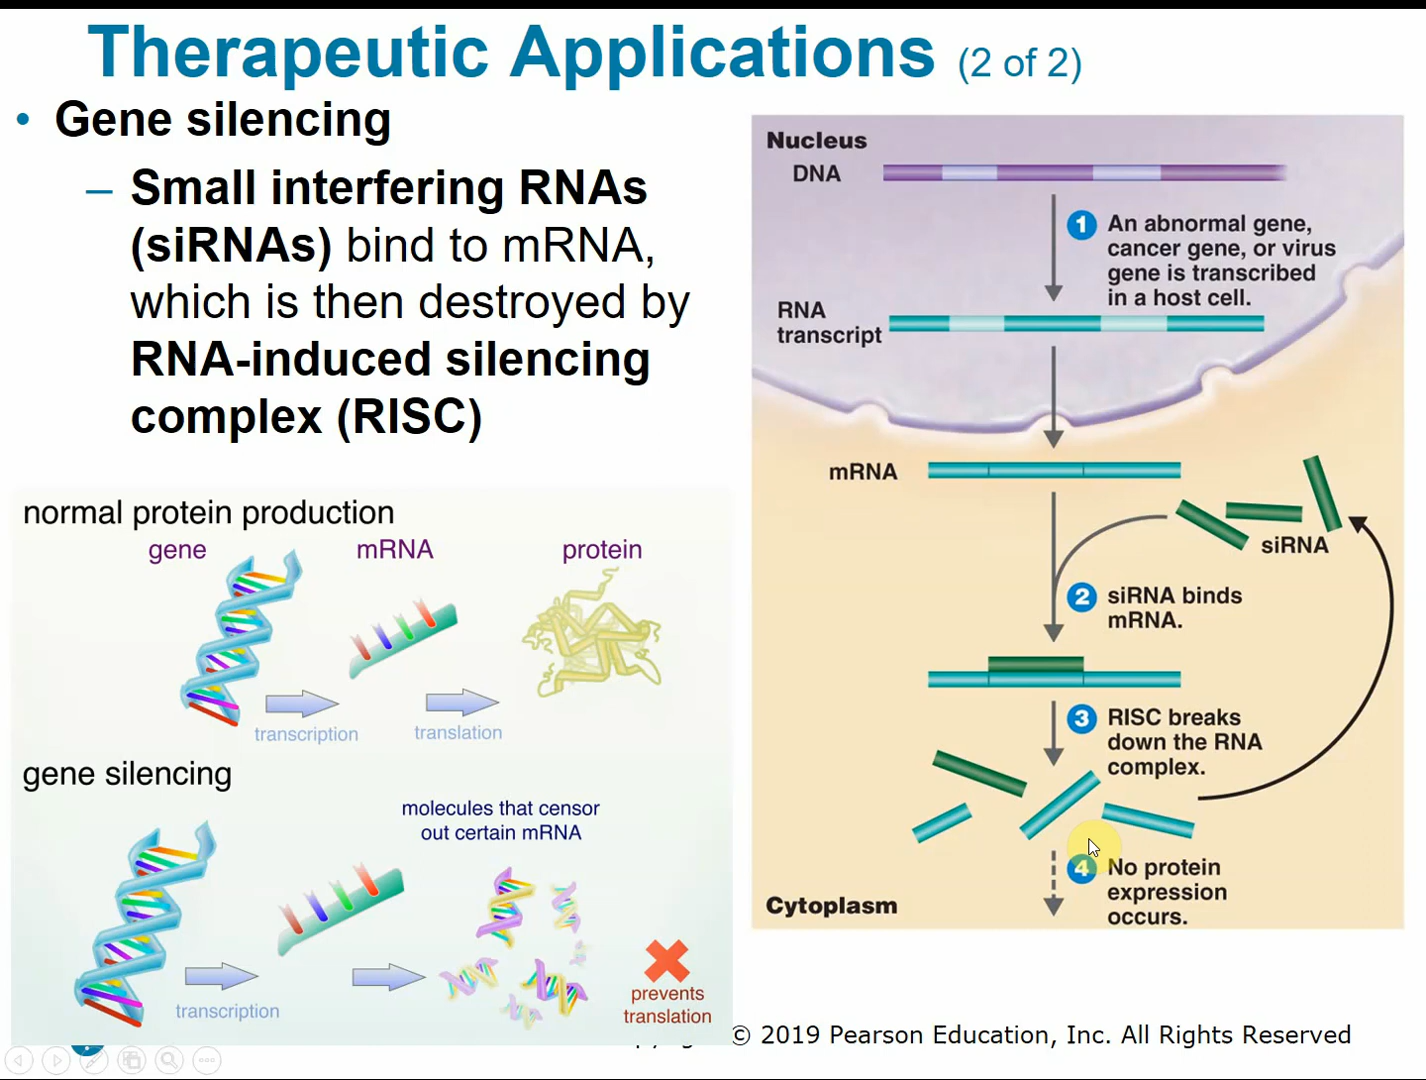 Therapeutic Applications (2 of 2)
• Gene silencing
– Small interfering RNAs
(siRNAs) bind to mRNA,
which is then destroyed by
RNA-induced silencing
complex (RISC)
normal protein production
gene
mRNA
protein
transcription
translation
gene silencing
molecules that censor
out certain mRNA
transcription
prevents
translation
Nucleus
DNA
1 An abnormal gene,
cancer gene, or virus
gene is transcribed
in a host cell.
RNA
transcript
mRNA
siRNA
2 siRNA binds
mRNA.
3 RISC breaks
down the RNA
complex.
4 No protein
expression
occurs.
Cytoplasm
© 2019 Pearson Education, Inc. All Rights Reserved